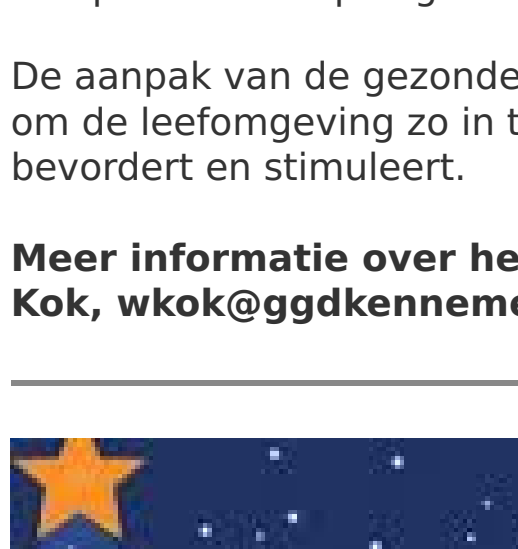 De aanpak van de gezonde
om de leefomgeving zo in t
bevordert en stimuleert.
Meer informatie over he
Kok, wkok@ggdkenneme